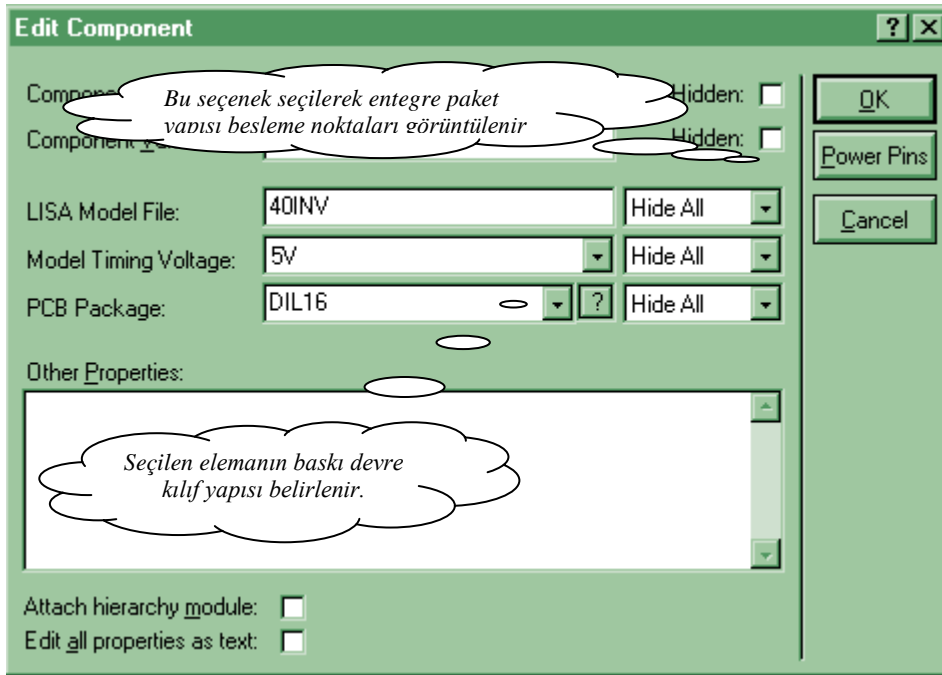 Edit Component
Bu seçenek seçilerek entegre paket
yapısı besleme noktaları görüntülenir
Hidden:
Component
Hidden:
OK
Power Pins
Cancel
LISA Model File: 40INV Hide All
Model Timing Voltage: 5V Hide All
PCB Package: DIL16 ? Hide All
Other Properties:
Seçilen elemanın baskı devre
kılıf yapısı belirlenir.
Attach hierarchy module:
Edit all properties as text: